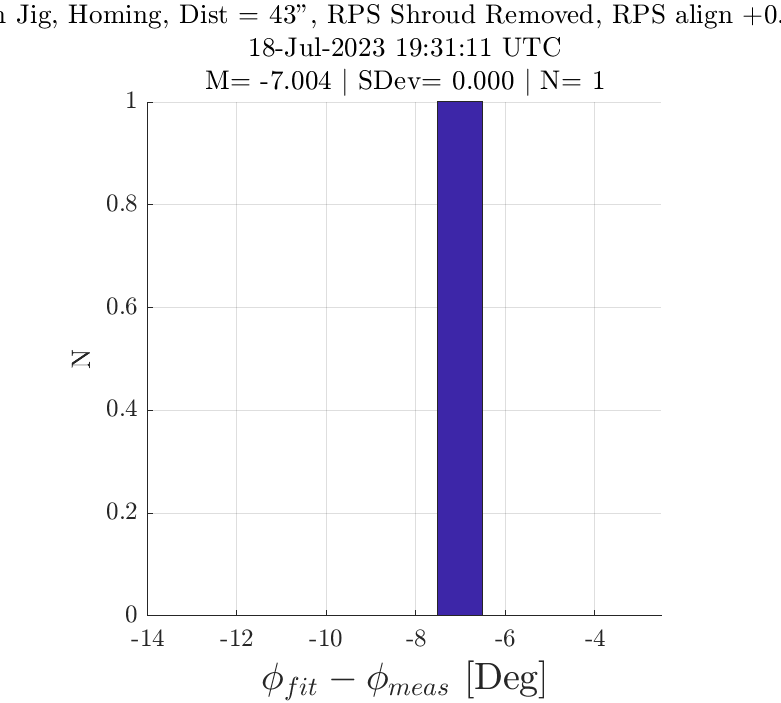 Jig, Homing, Dist = 43”, RPS Shroud Removed, RPS align +0.
18-Jul-2023 19:31:11 UTC
M= -7.004 | SDev= 0.000 | N= 1
1
0.8
0.6
0.4
0.2
0
N
-14 -12 -10 -8 -6 -4
ϕ_fit − ϕ_meas [Deg]